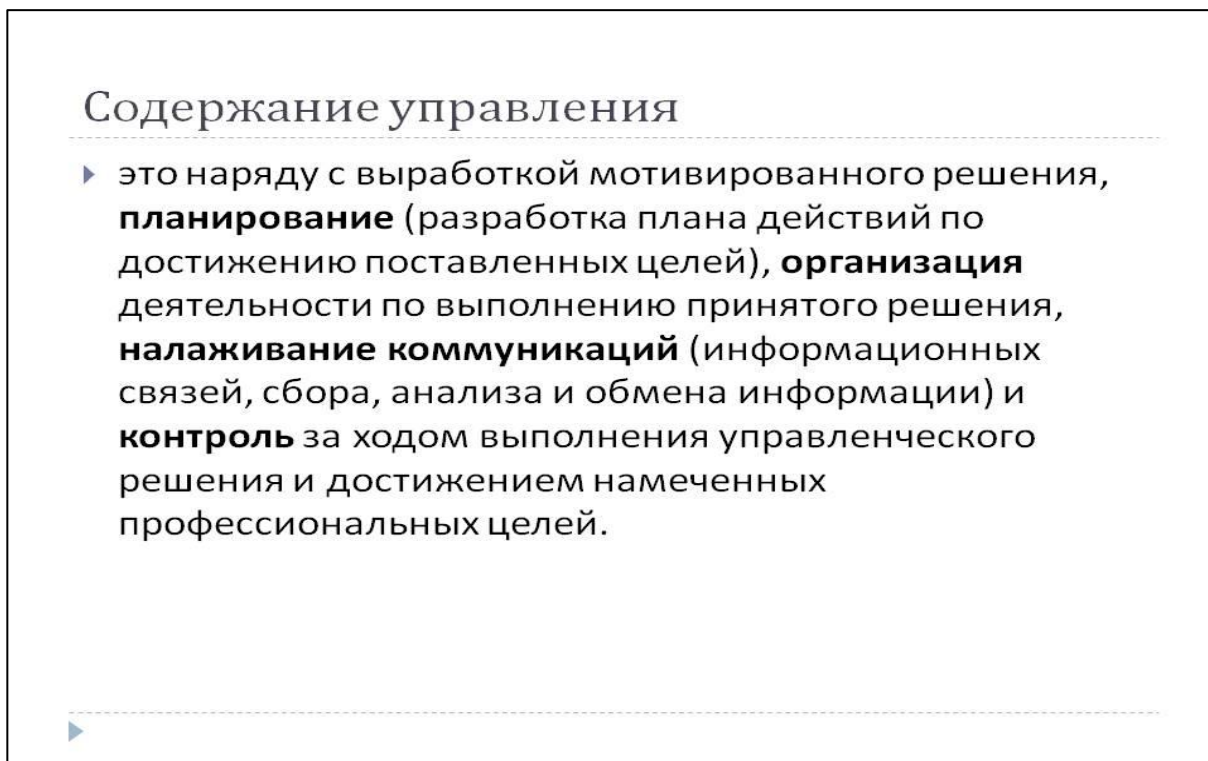 Содержание управления
это наряду с выработкой мотивированного решения,
планирование (разработка плана действий по
достижению поставленных целей), организация
деятельности по выполнению принятого решения,
налаживание коммуникаций (информационных
связей, сбора, анализа и обмена информации) и
контроль за ходом выполнения управленческого
решения и достижением намеченных
профессиональных целей.